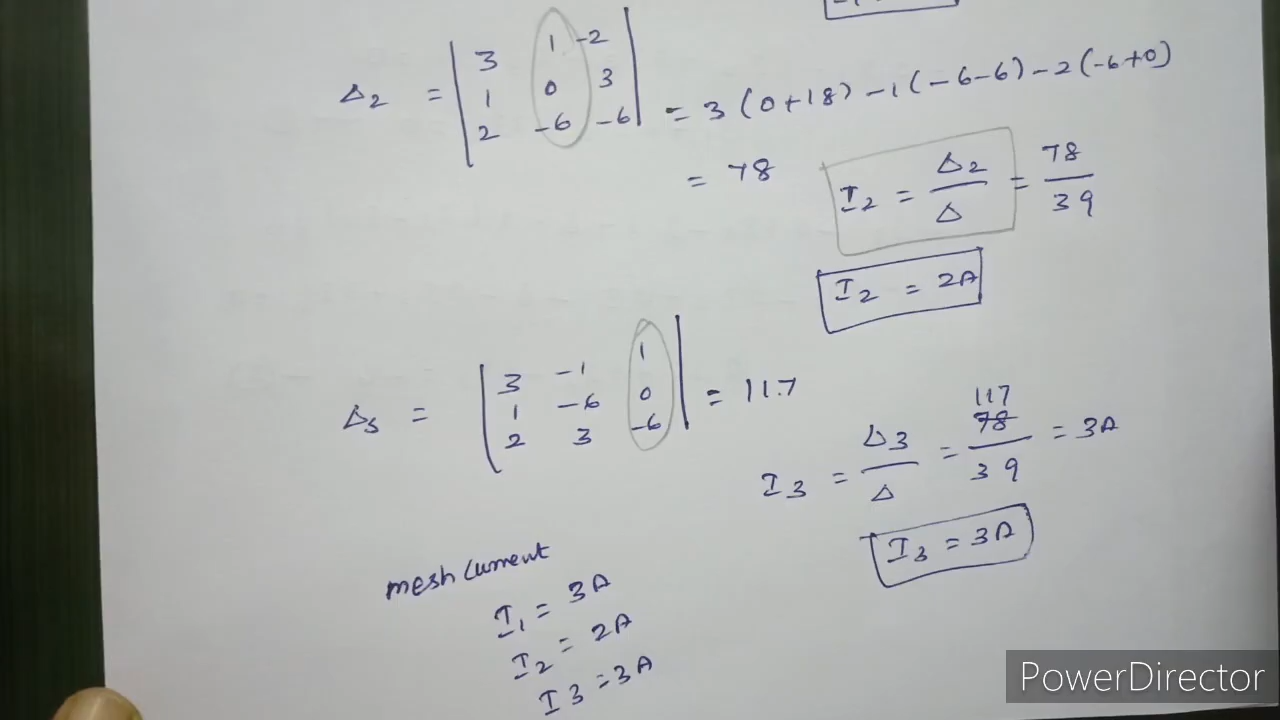 Δ2 = | 3 1 -2 |
| 1 0 3 |
| 2 -6 -6 | = 3 (0+18) -1 (-6-6) -2 (-6+0)
= 78
I2 = Δ2/Δ = 78/39
I2 = 2A
Δ3 = | 3 -1 1 |
| 1 -6 0 |
| 2 3 -6 | = 117
I3 = Δ3/Δ = 117 78/39 = 3A
I3 = 3A
mesh current
I1 = 3A
I2 = 2A
I3 = 3A
PowerDirector